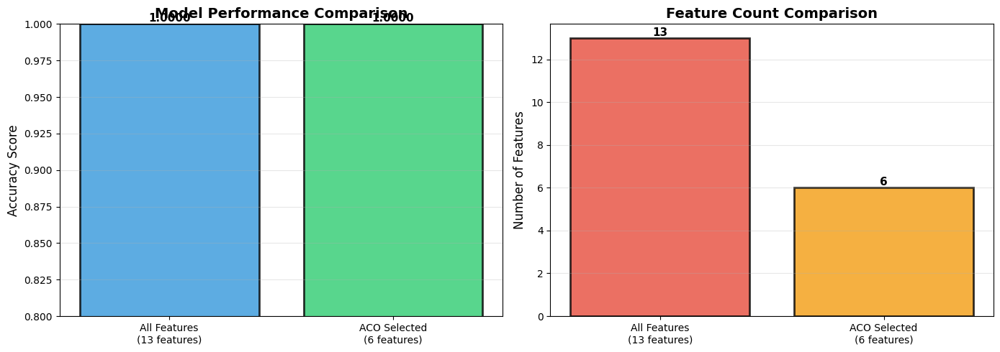 Model Performance Comparison
1.0000
1.0000
Accuracy Score
1.000
0.975
0.950
0.925
0.900
0.875
0.850
0.825
0.800
All Features
(13 features)
ACO Selected
(6 features)
Feature Count Comparison
13
6
Number of Features
12
10
8
6
4
2
0
All Features
(13 features)
ACO Selected
(6 features)